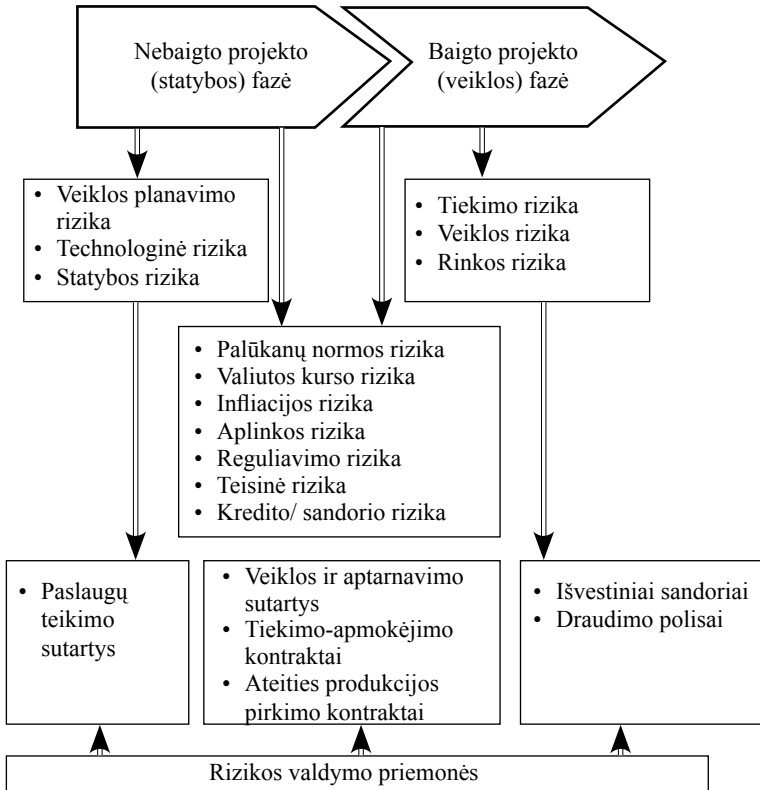 Nebaigto projekto
(statybos) fazė
Baigto projekto
(veiklos) fazė
• Veiklos planavimo
rizika
• Technologinė rizika
• Statybos rizika
• Tiekimo rizika
• Veiklos rizika
• Rinkos rizika
• Palūkanų normos rizika
• Valiutos kurso rizika
• Infliacijos rizika
• Aplinkos rizika
• Reguliavimo rizika
• Teisinė rizika
• Kredito/ sandorio rizika
• Paslaugų
teikimo
sutartys
• Veiklos ir aptarnavimo
sutartys
• Tiekimo-apmokėjimo
kontraktai
• Ateities produkcijos
pirkimo kontraktai
• Išvestiniai sandoriai
• Draudimo polisai
Rizikos valdymo priemonės